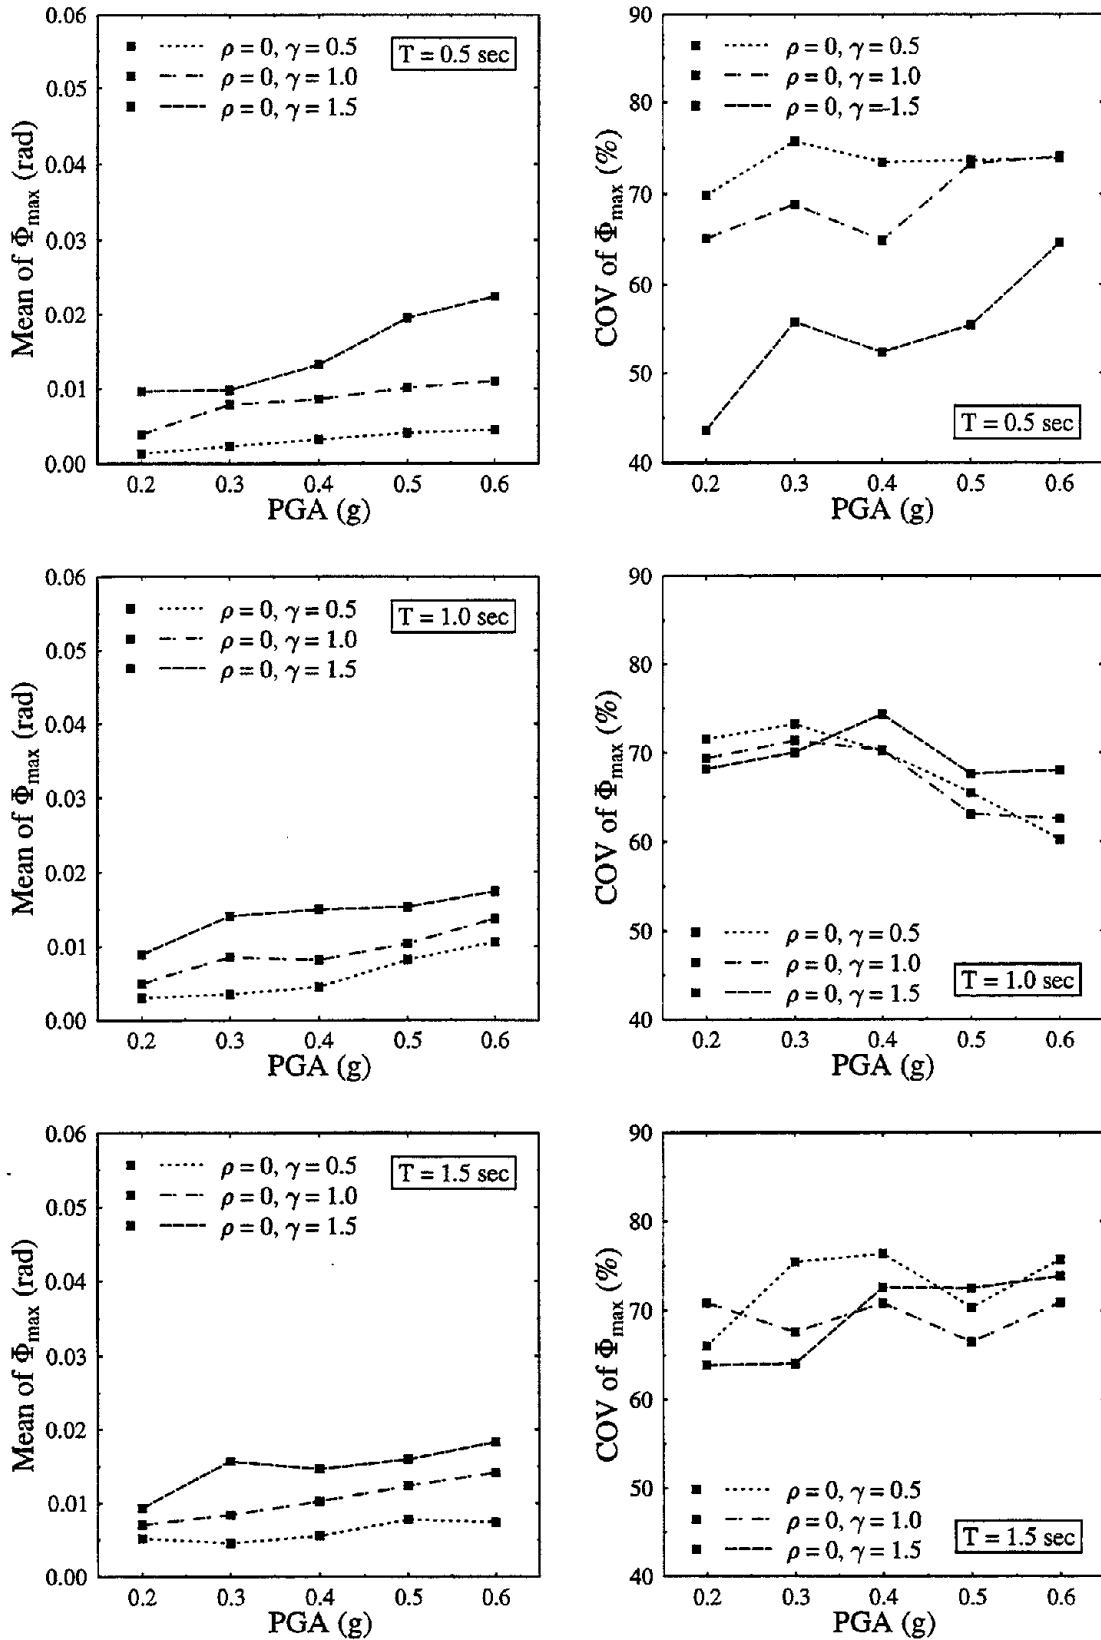 Mean of Φmax (rad)
0.06
0.05
0.04
0.03
0.02
0.01
0.00
ρ = 0, γ = 0.5
ρ = 0, γ = 1.0
ρ = 0, γ = 1.5
T = 0.5 sec
0.2 0.3 0.4 0.5 0.6
PGA (g)
COV of Φmax (%)
90
80
70
60
50
40
ρ = 0, γ = 0.5
ρ = 0, γ = 1.0
ρ = 0, γ = 1.5
T = 0.5 sec
0.2 0.3 0.4 0.5 0.6
PGA (g)
Mean of Φmax (rad)
0.06
0.05
0.04
0.03
0.02
0.01
0.00
ρ = 0, γ = 0.5
ρ = 0, γ = 1.0
ρ = 0, γ = 1.5
T = 1.0 sec
0.2 0.3 0.4 0.5 0.6
PGA (g)
COV of Φmax (%)
90
80
70
60
50
40
ρ = 0, γ = 0.5
ρ = 0, γ = 1.0
ρ = 0, γ = 1.5
T = 1.0 sec
0.2 0.3 0.4 0.5 0.6
PGA (g)
Mean of Φmax (rad)
0.06
0.05
0.04
0.03
0.02
0.01
0.00
ρ = 0, γ = 0.5
ρ = 0, γ = 1.0
ρ = 0, γ = 1.5
T = 1.5 sec
0.2 0.3 0.4 0.5 0.6
PGA (g)
COV of Φmax (%)
90
80
70
60
50
40
ρ = 0, γ = 0.5
ρ = 0, γ = 1.0
ρ = 0, γ = 1.5
T = 1.5 sec
0.2 0.3 0.4 0.5 0.6
PGA (g)